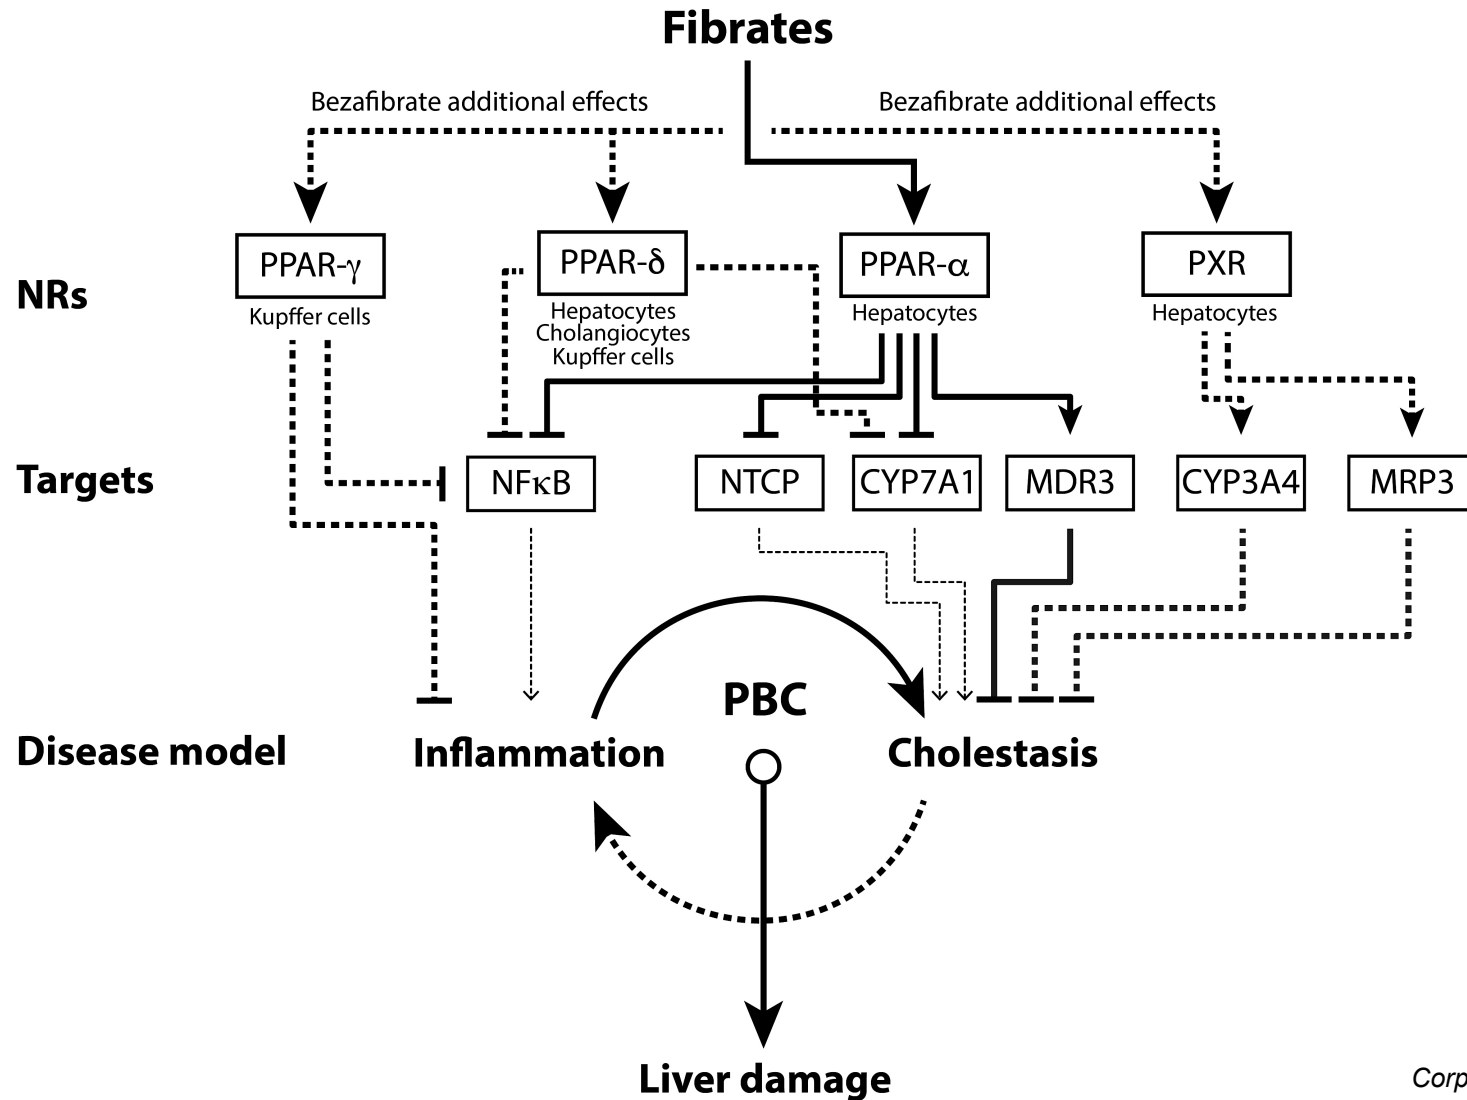 Fibrates
Bezafibrate additional effects
Bezafibrate additional effects
NRs
PPAR-γ
Kupffer cells
PPAR-δ
Hepatocytes
Cholangiocytes
Kupffer cells
PPAR-α
Hepatocytes
PXR
Hepatocytes
Targets
NFκB
NTCP
CYP7A1
MDR3
CYP3A4
MRP3
PBC
Disease model
Inflammation
Cholestasis
Liver damage
Corp